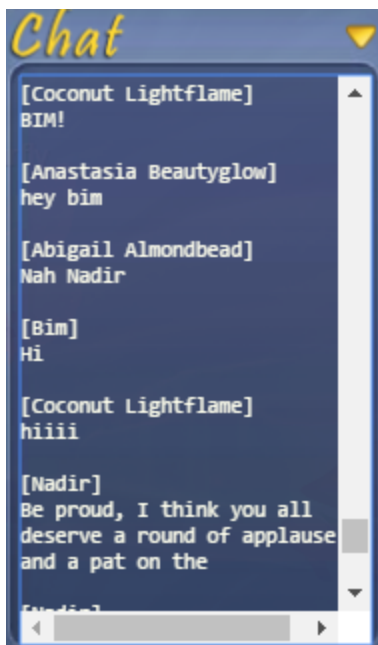 Chat
[Coconut Lightflame]
BIM!
[Anastasia Beautyglow]
hey bim
[Abigail Almondbead]
Nah Nadir
[Bim]
Hi
[Coconut Lightflame]
hiiii
[Nadir]
Be proud, I think you all
deserve a round of applause
and a pat on the
[Nadir]